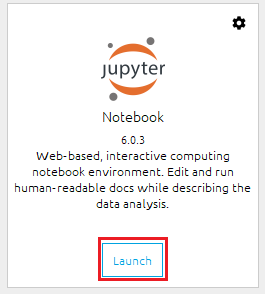 jupyter
Notebook
6.0.3
Web-based, interactive computing
notebook environment. Edit and run
human-readable docs while describing the
data analysis.
Launch